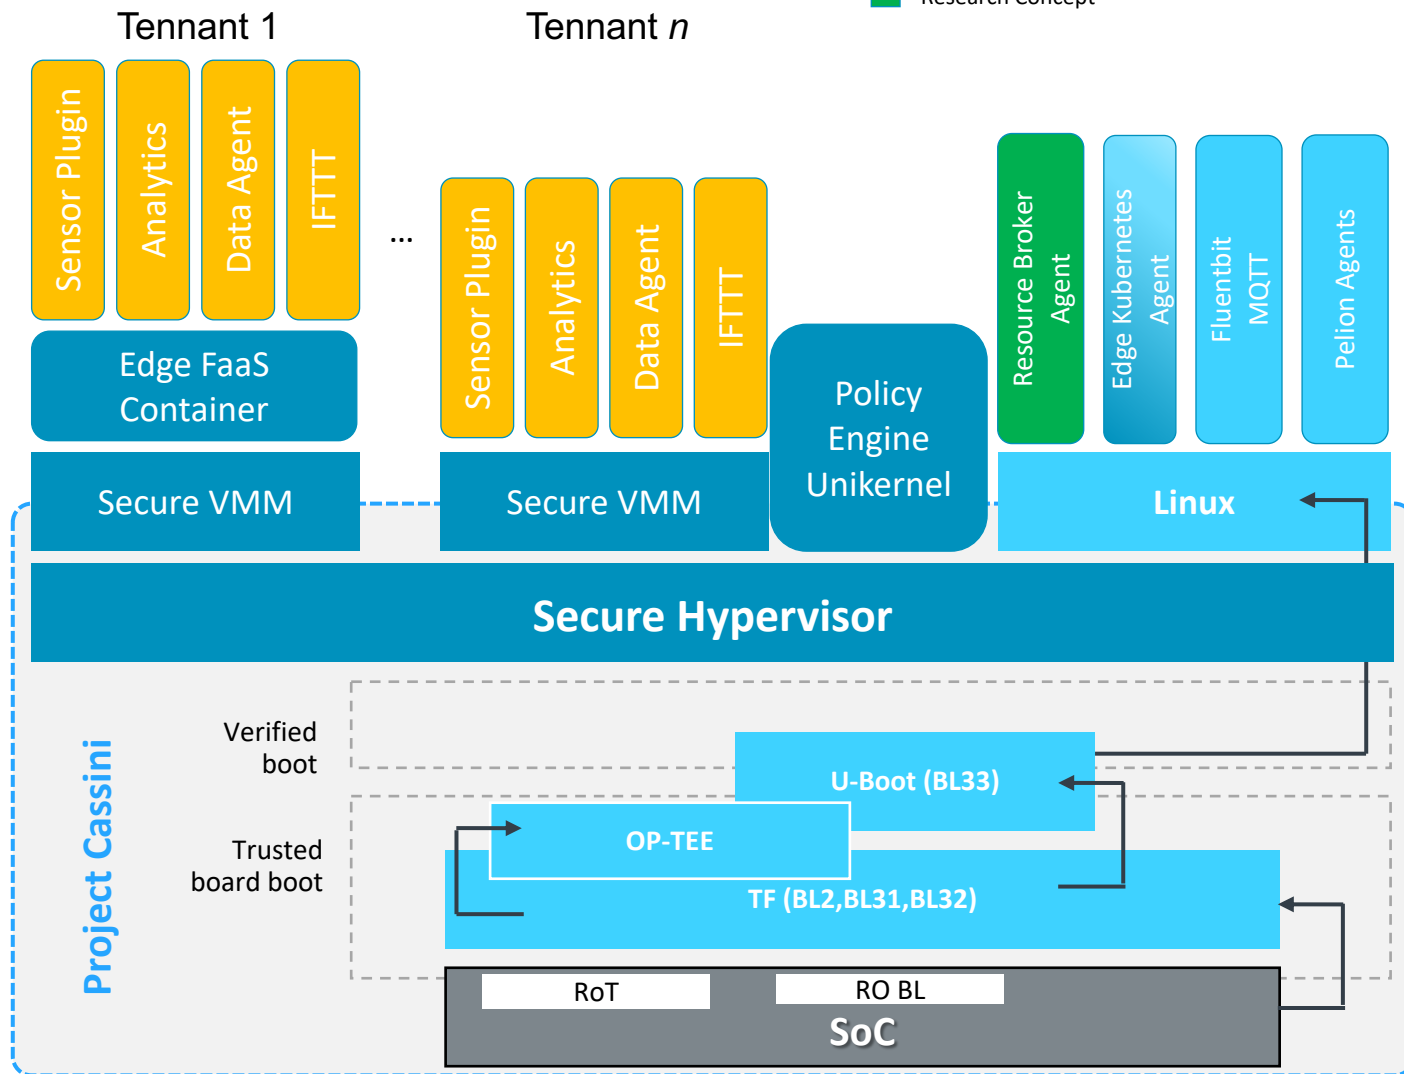 Research Concept
Tennant 1
Tennant n
Sensor Plugin
Analytics
Data Agent
IFTTT
...
Sensor Plugin
Analytics
Data Agent
IFTTT
Resource Broker
Agent
Edge Kubernetes
Agent
Fluentbit
MQTT
Pelion Agents
Edge FaaS
Container
Policy
Engine
Unikernel
Secure VMM
Secure VMM
Linux
Secure Hypervisor
Project Cassini
Verified
boot
U-Boot (BL33)
OP-TEE
Trusted
board boot
TF (BL2,BL31,BL32)
RoT
RO BL
SoC